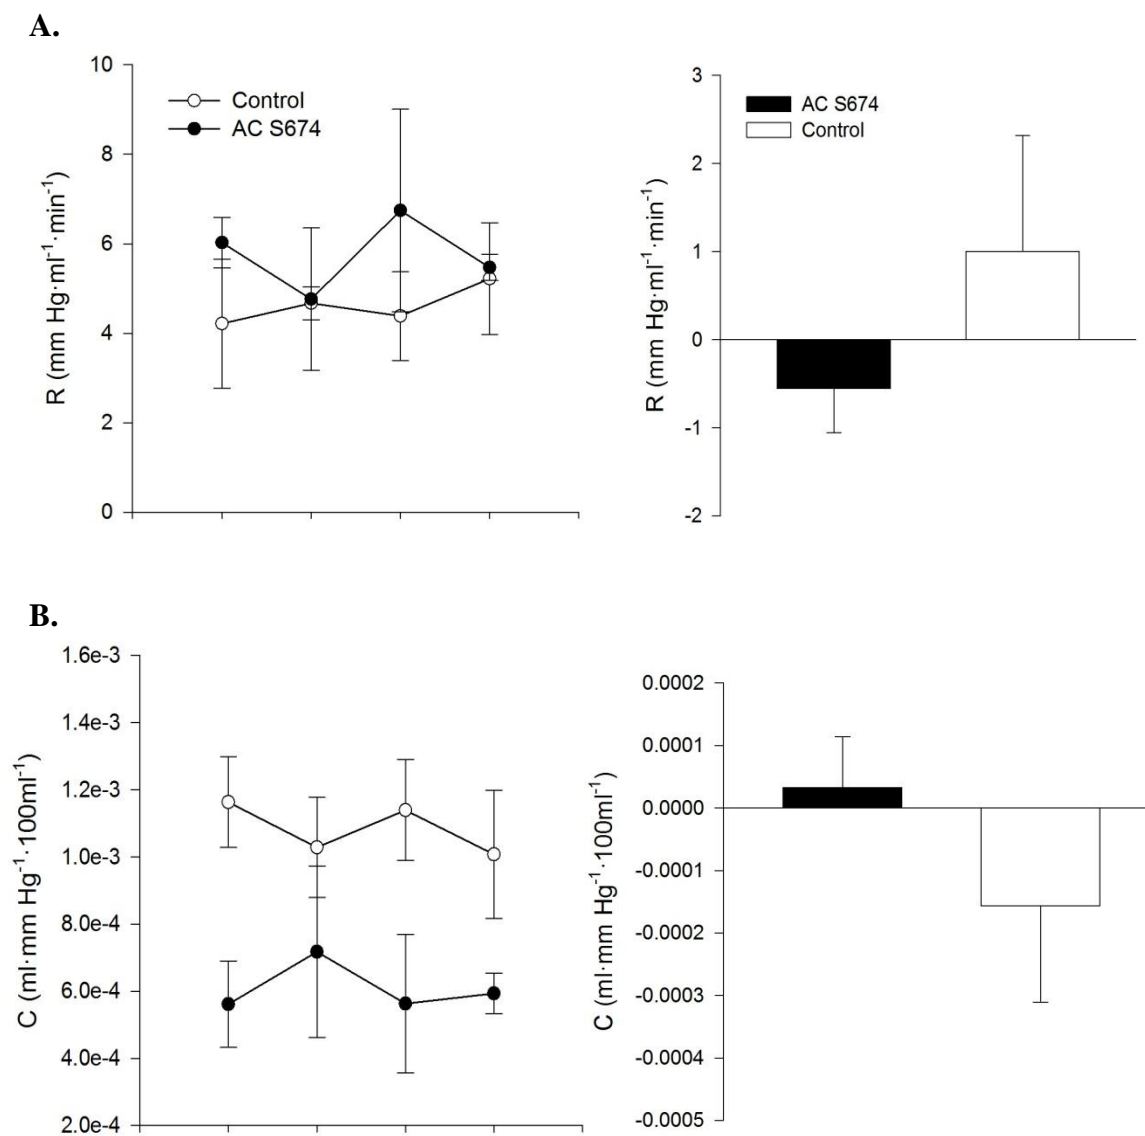 A.
R (mm Hg·ml⁻¹·min⁻¹)
10
8
6
4
2
0
Control
AC S674
R (mm Hg·ml⁻¹·min⁻¹)
3
2
1
0
-1
-2
AC S674
Control
B.
C (ml·mm Hg⁻¹·100ml⁻¹)
1.6e-3
1.4e-3
1.2e-3
1.0e-3
8.0e-4
6.0e-4
4.0e-4
2.0e-4
C (ml·mm Hg⁻¹·100ml⁻¹)
0.0002
0.0001
0.0000
-0.0001
-0.0002
-0.0003
-0.0004
-0.0005